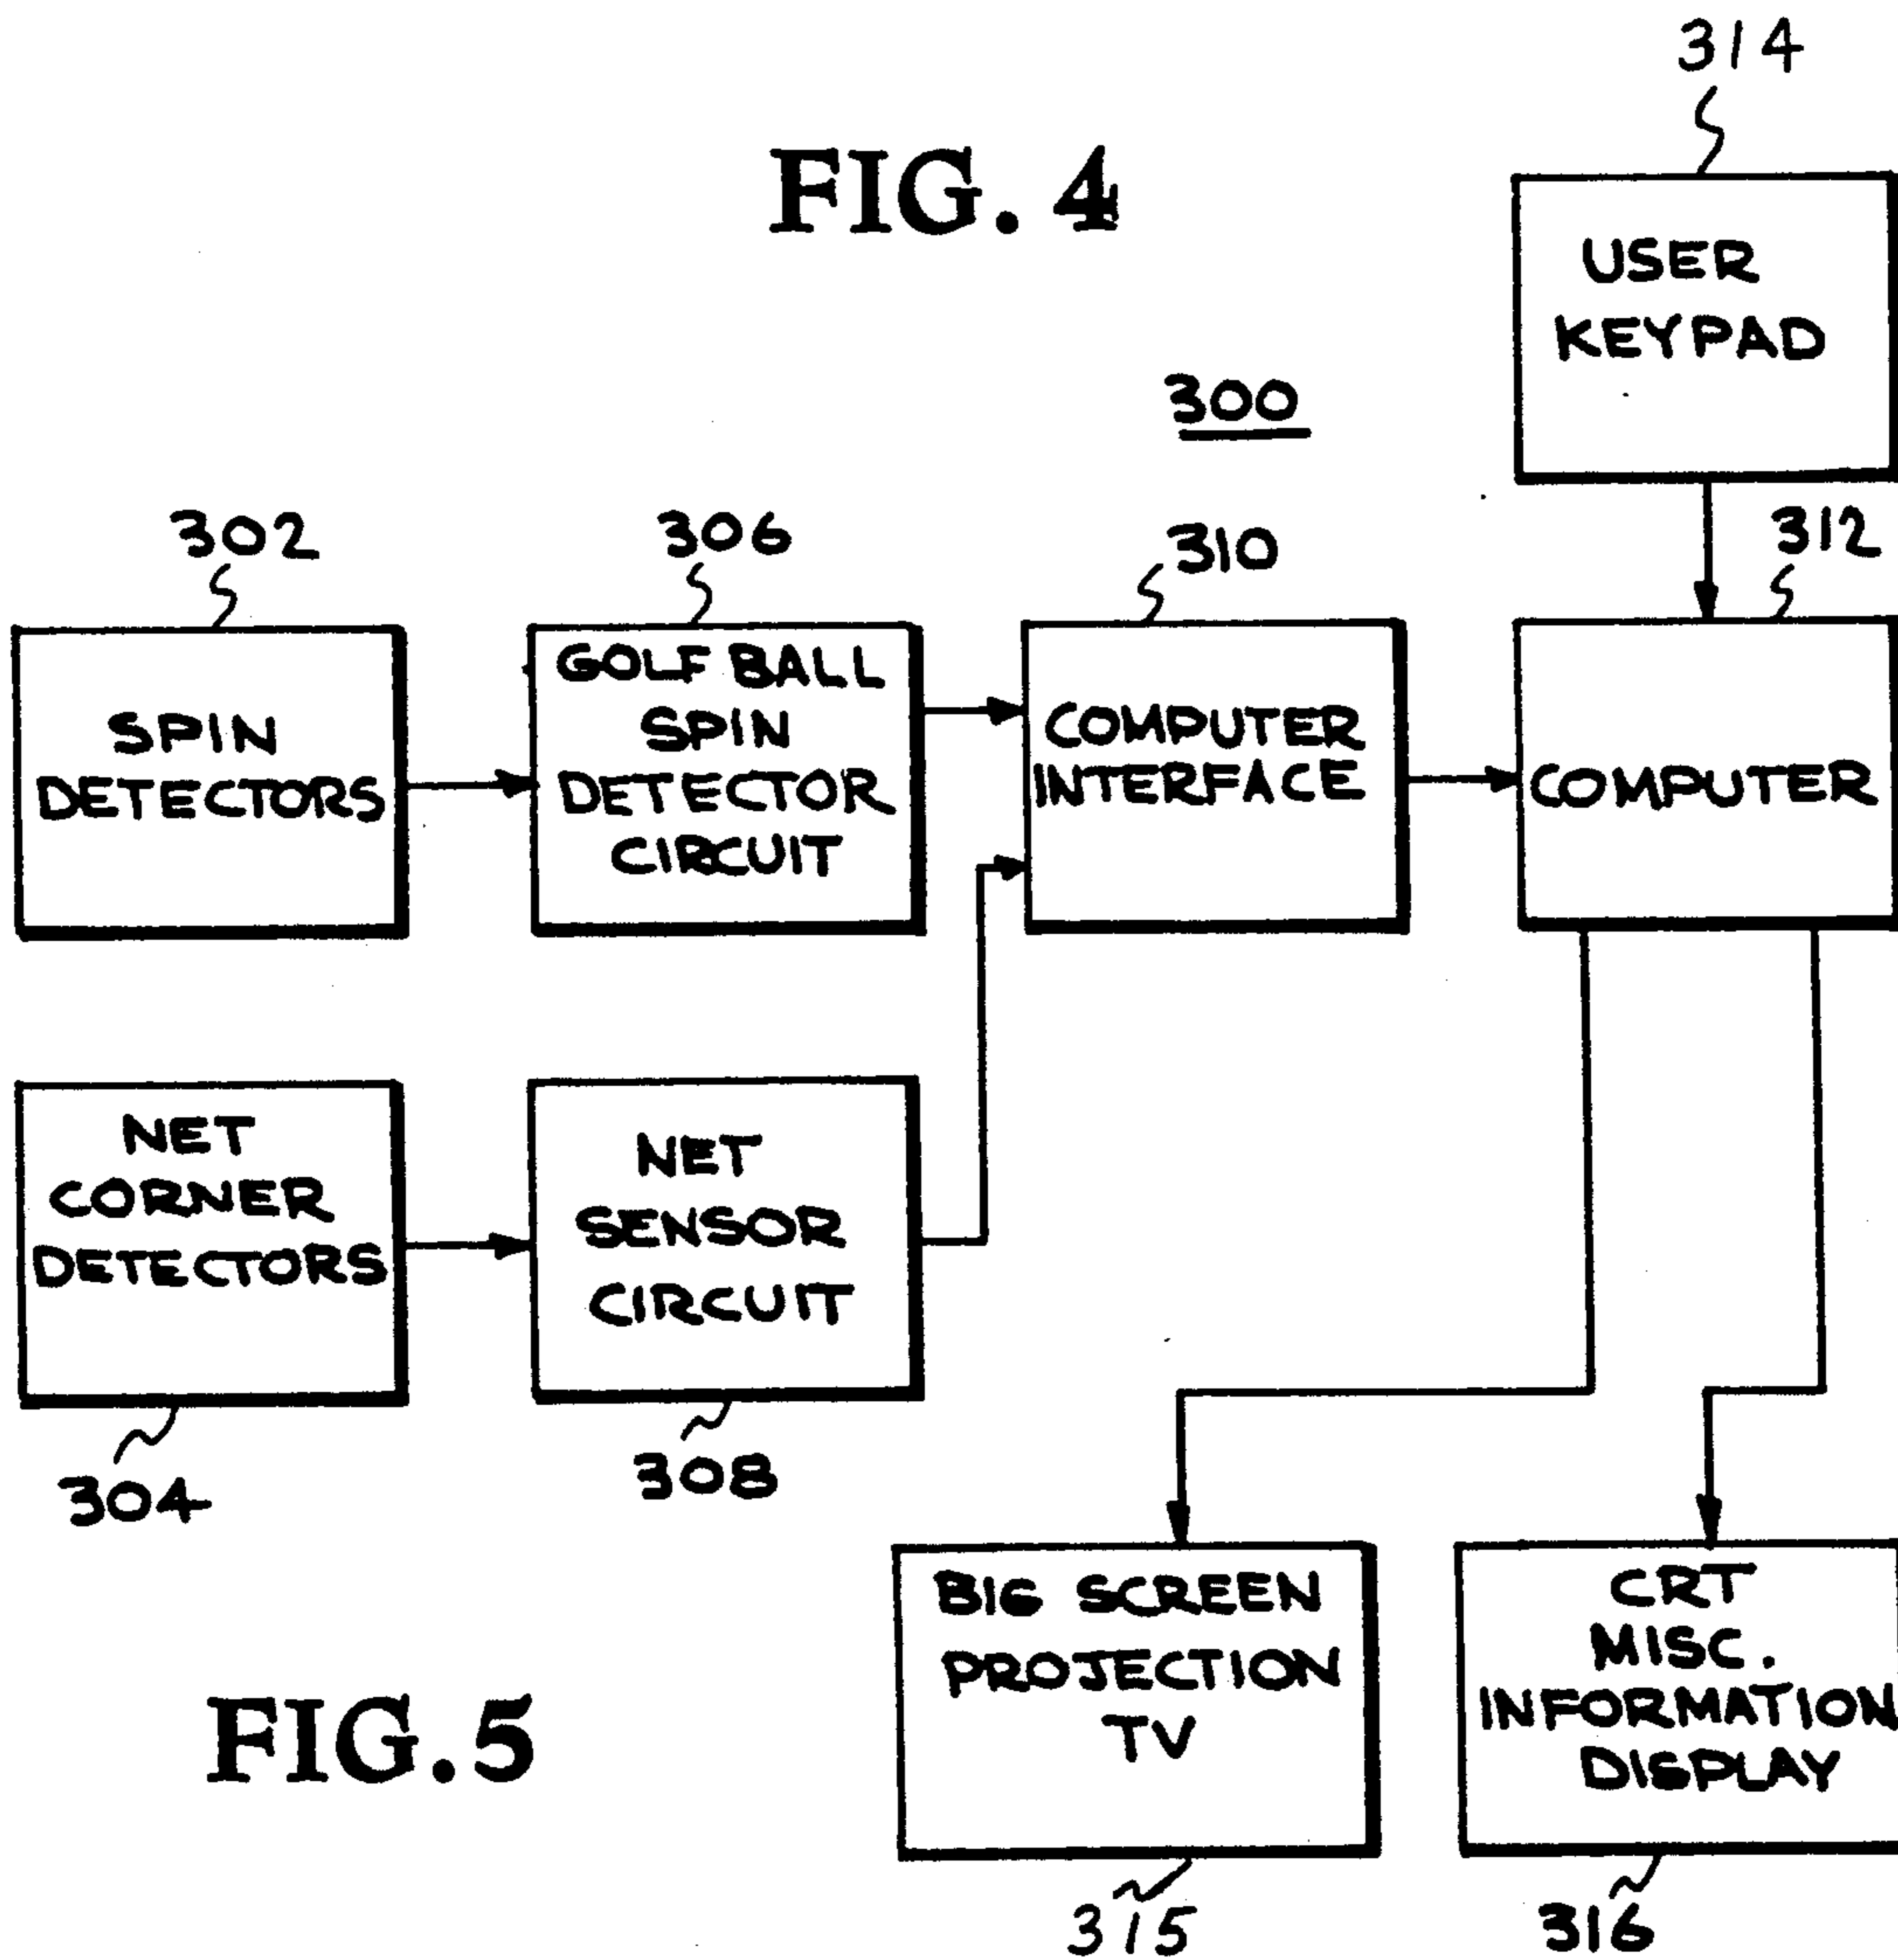 314
FIG. 4
USER
KEYPAD
300
302
306
310
312
SPIN
DETECTORS
GOLF BALL
SPIN
DETECTOR
CIRCUIT
COMPUTER
INTERFACE
COMPUTER
NET
CORNER
DETECTORS
NET
SENSOR
CIRCUIT
304
308
BIG SCREEN
PROJECTION
TV
CRT
MISC.
INFORMATION
DISPLAY
FIG.5
315
316